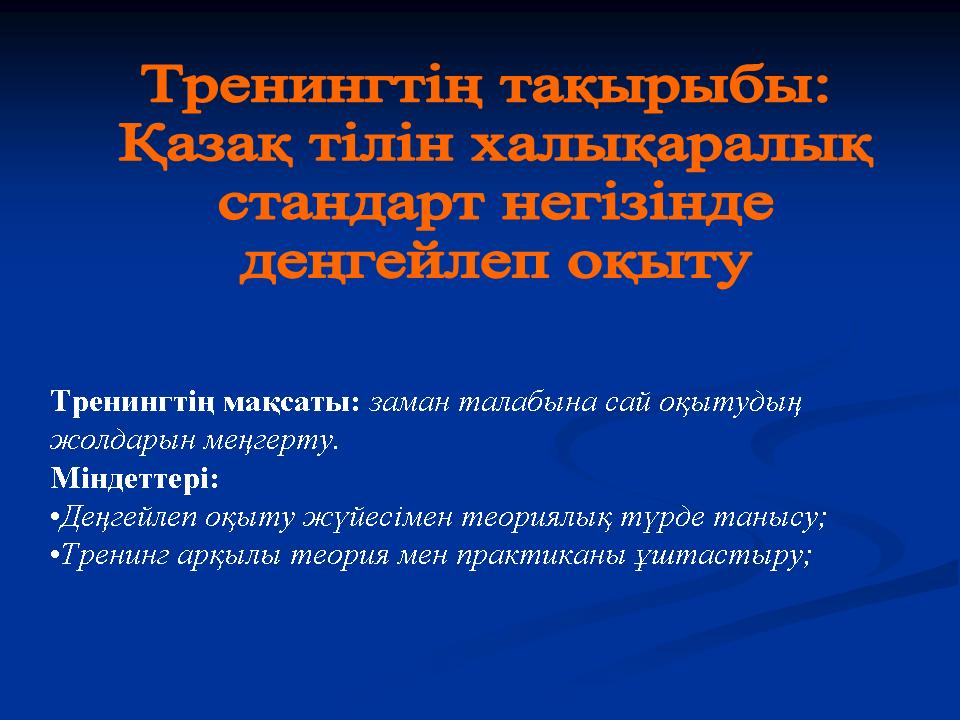 Тренингтің тақырыбы:
Қазақ тілін халықаралық
стандарт негізінде
деңгейлеп оқыту
Тренингтің мақсаты: заман талабына сай оқытудың
жолдарын меңгерту.
Міндеттері:
•Деңгейлеп оқыту жүйесімен теориялық түрде танысу;
•Тренинг арқылы теория мен практиканы ұштастыру;